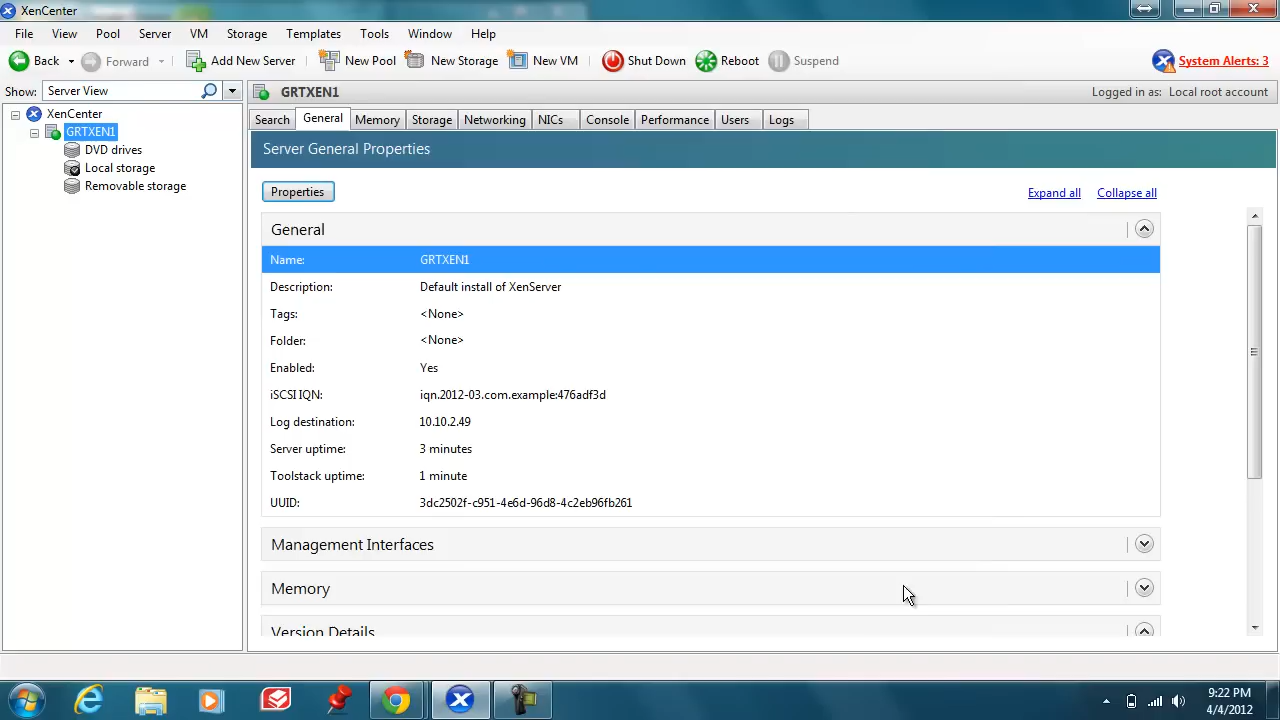 XenCenter
File View Pool Server VM Storage Templates Tools Window Help
Back Forward Add New Server New Pool New Storage New VM Shut Down Reboot Suspend System Alerts: 3
Show: Server View GRTXEN1 Logged in as: Local root account
XenCenter
GRTXEN1
DVD drives
Local storage
Removable storage
Search General Memory Storage Networking NICs Console Performance Users Logs
Server General Properties
Properties Expand all Collapse all
General
Name: GRTXEN1
Description: Default install of XenServer
Tags: <None>
Folder: <None>
Enabled: Yes
iSCSI IQN: iqn.2012-03.com.example:476adf3d
Log destination: 10.10.2.49
Server uptime: 3 minutes
Toolstack uptime: 1 minute
UUID: 3dc2502f-c951-4e6d-96d8-4c2eb96fb261
Management Interfaces
Memory
Version Details
9:22 PM
4/4/2012